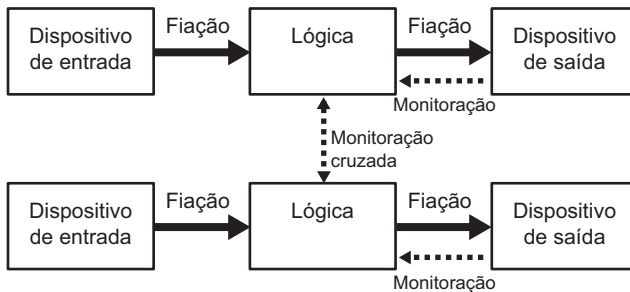 Dispositivo
de entrada
Fiação
Lógica
Fiação
Dispositivo
de saída
Monitoração
Monitoração
cruzada
Dispositivo
de entrada
Fiação
Lógica
Fiação
Dispositivo
de saída
Monitoração